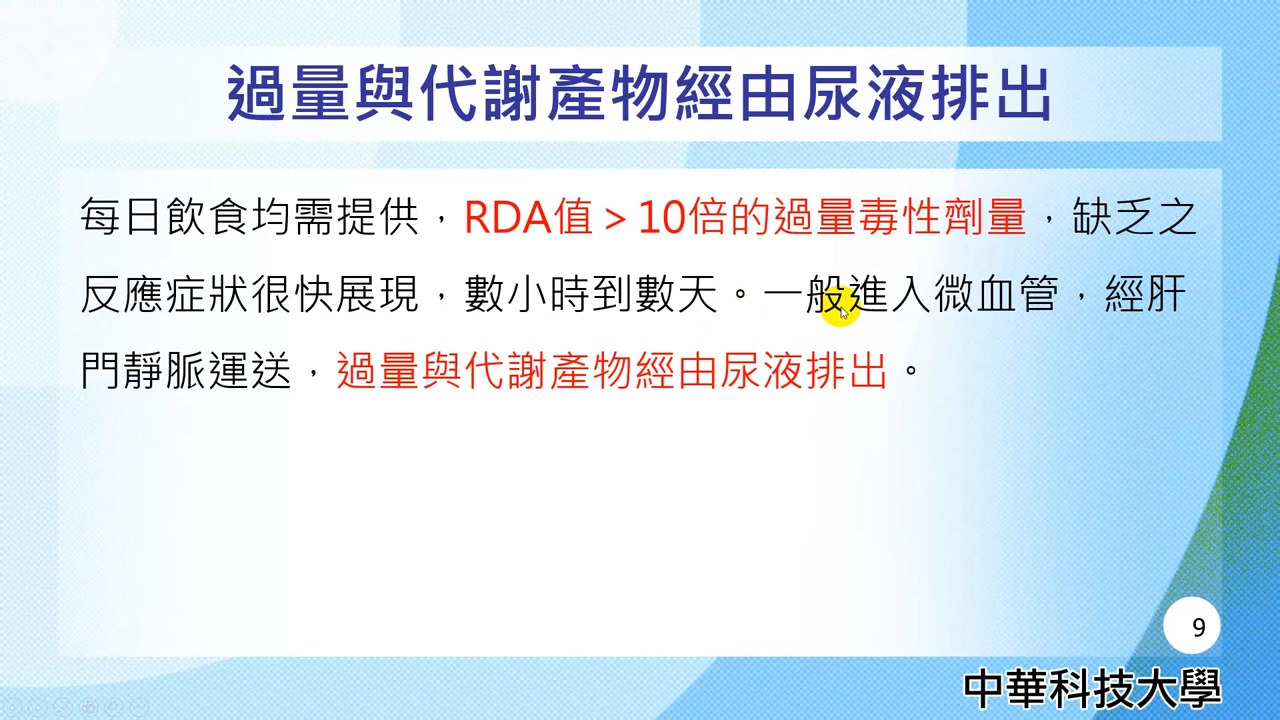 過量與代謝產物經由尿液排出
每日飲食均需提供，RDA值＞10倍的過量毒性劑量，缺乏之
反應症狀很快展現，數小時到數天。一般進入微血管，經肝
門靜脈運送，過量與代謝產物經由尿液排出。
9
中華科技大學